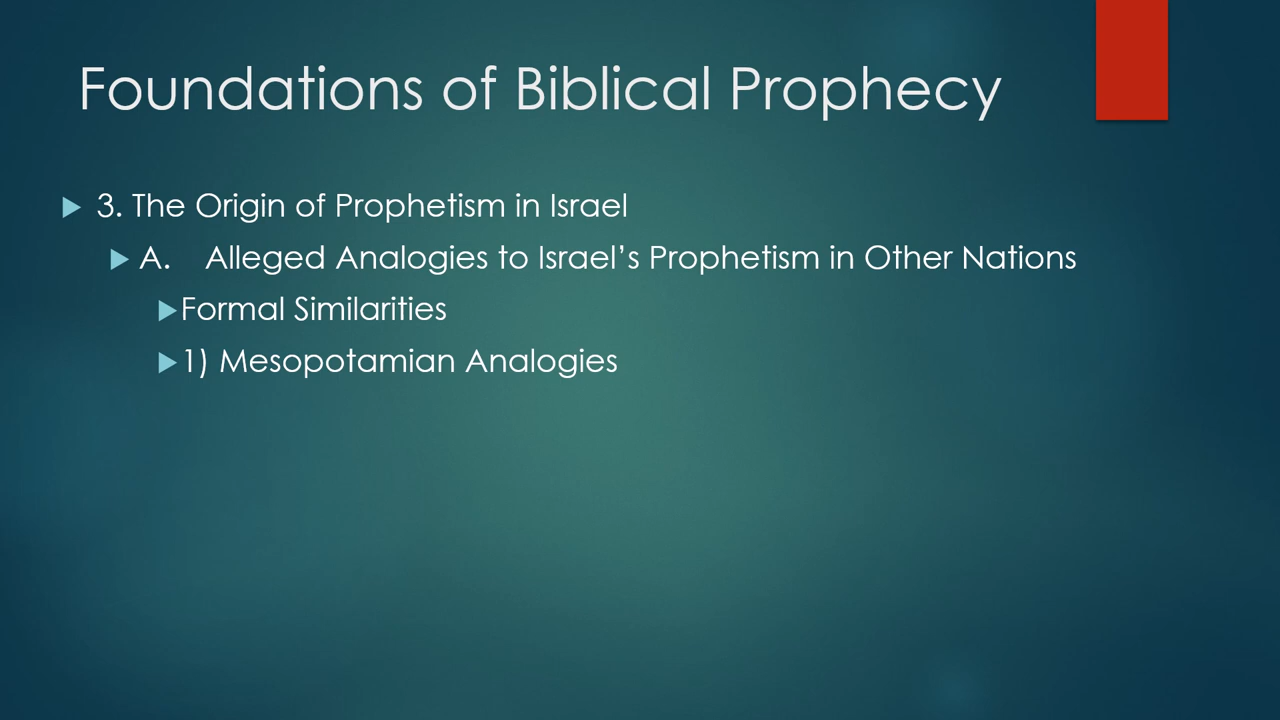 Foundations of Biblical Prophecy
3. The Origin of Prophetism in Israel
A. Alleged Analogies to Israel’s Prophetism in Other Nations
Formal Similarities
1) Mesopotamian Analogies